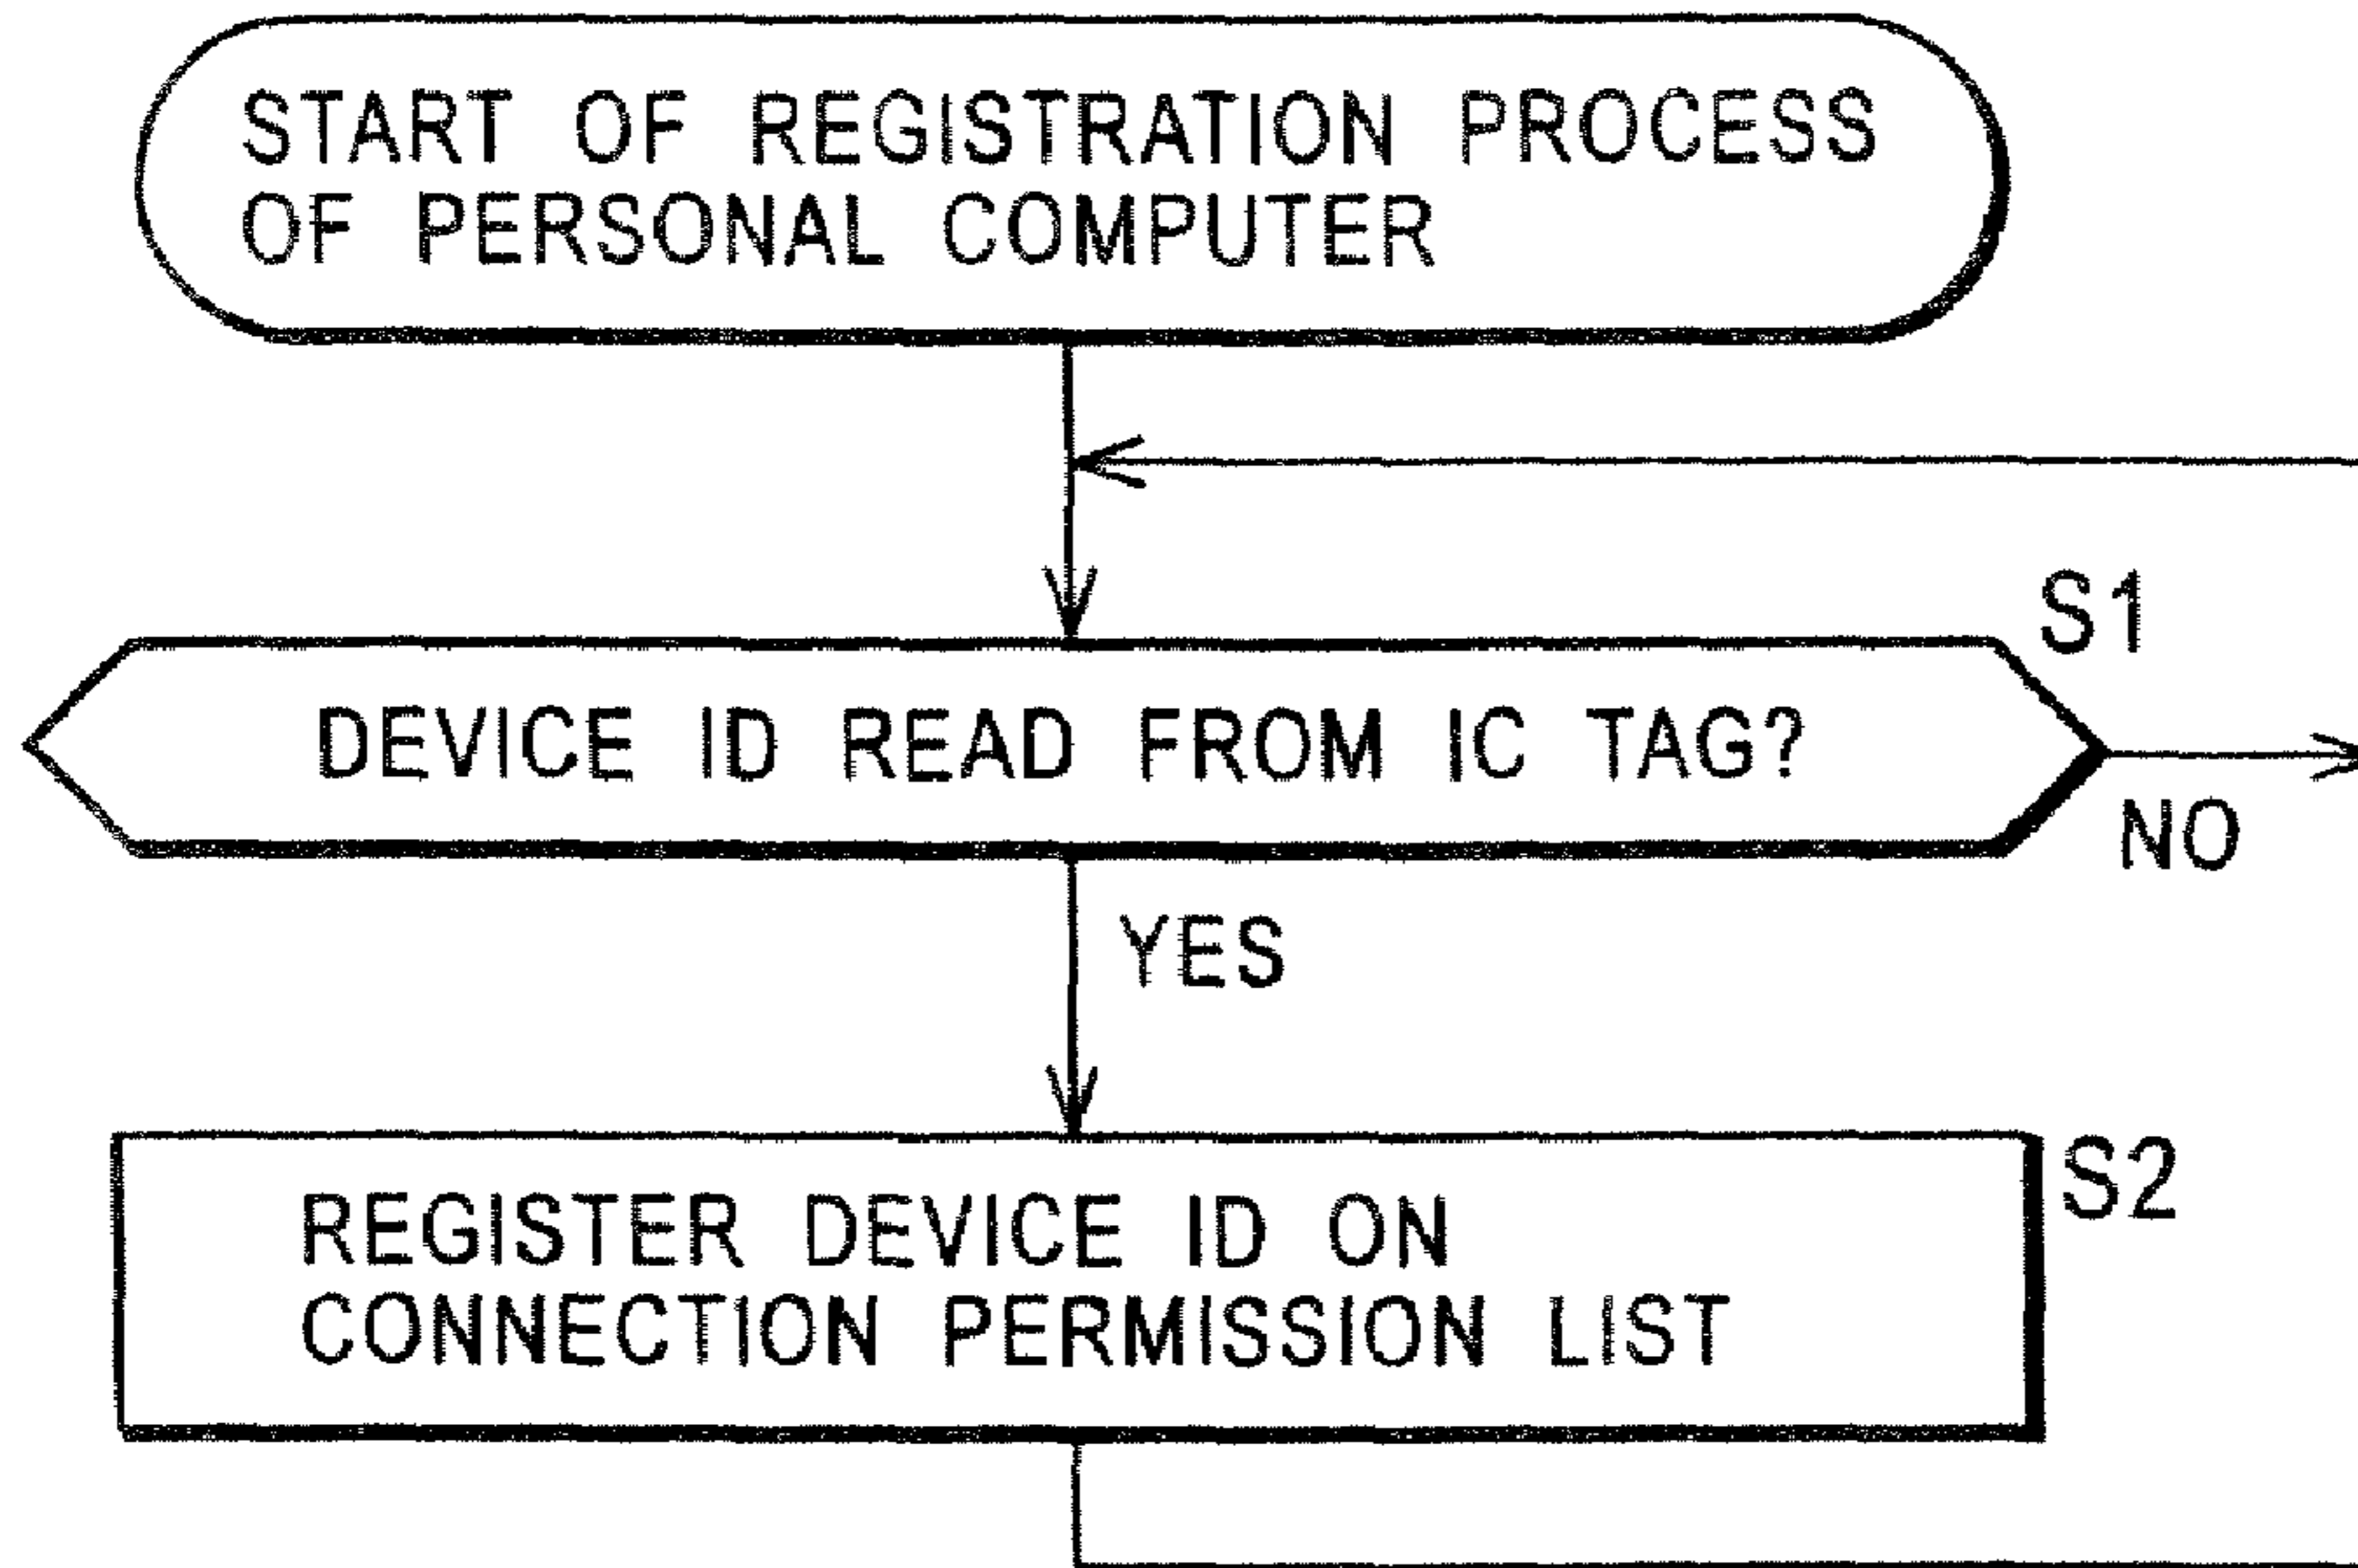 START OF REGISTRATION PROCESS
OF PERSONAL COMPUTER
S1
DEVICE ID READ FROM IC TAG?
NO
YES
S2
REGISTER DEVICE ID ON
CONNECTION PERMISSION LIST